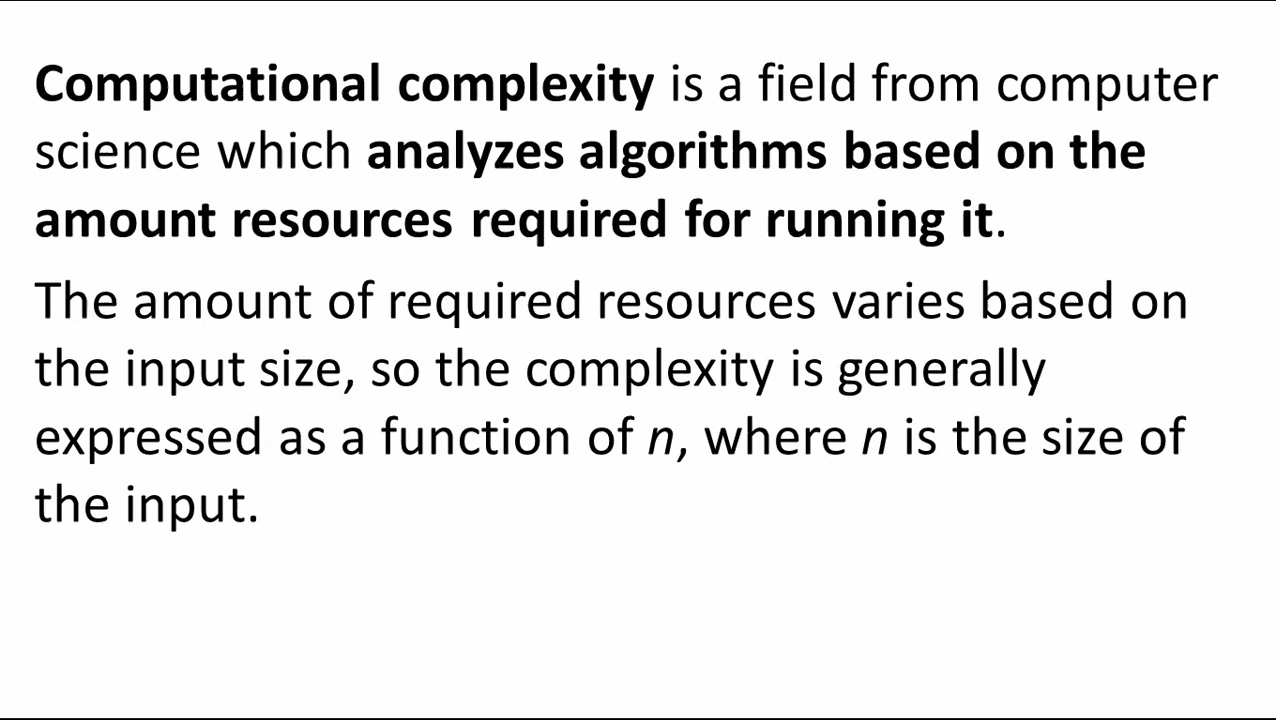 Computational complexity is a field from computer
science which analyzes algorithms based on the
amount resources required for running it.
The amount of required resources varies based on
the input size, so the complexity is generally
expressed as a function of n, where n is the size of
the input.